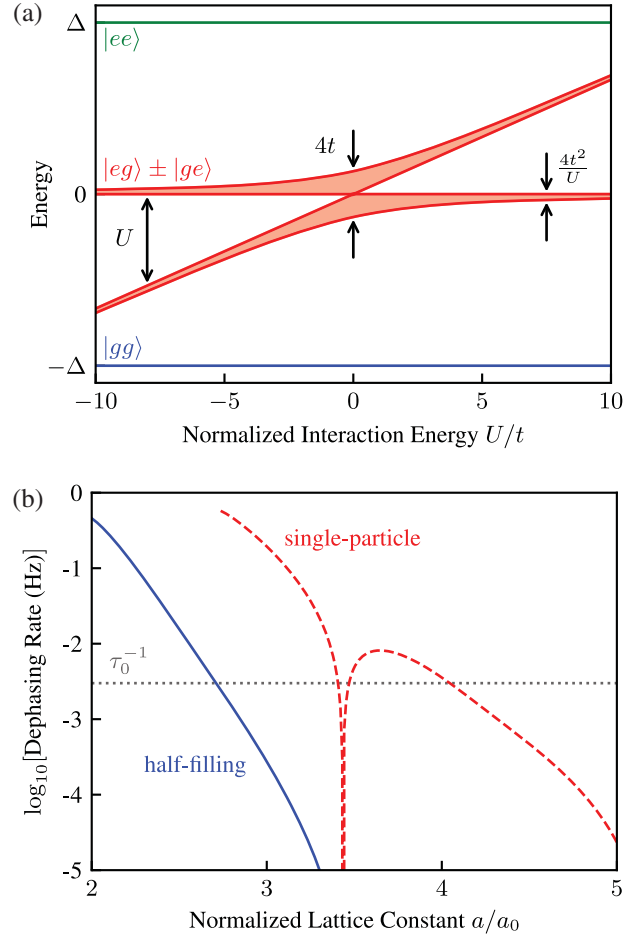 (a)
Δ
|ee⟩
|eg⟩ ± |ge⟩
4t
4t²/U
0
U
|gg⟩
−Δ
Energy
−10 −5 0 5 10
Normalized Interaction Energy U/t
(b)
0
single-particle
-1
-2
τ₀⁻¹
-3
half-filling
-4
-5
log₁₀[Dephasing Rate (Hz)]
2 3 4 5
Normalized Lattice Constant a/a₀